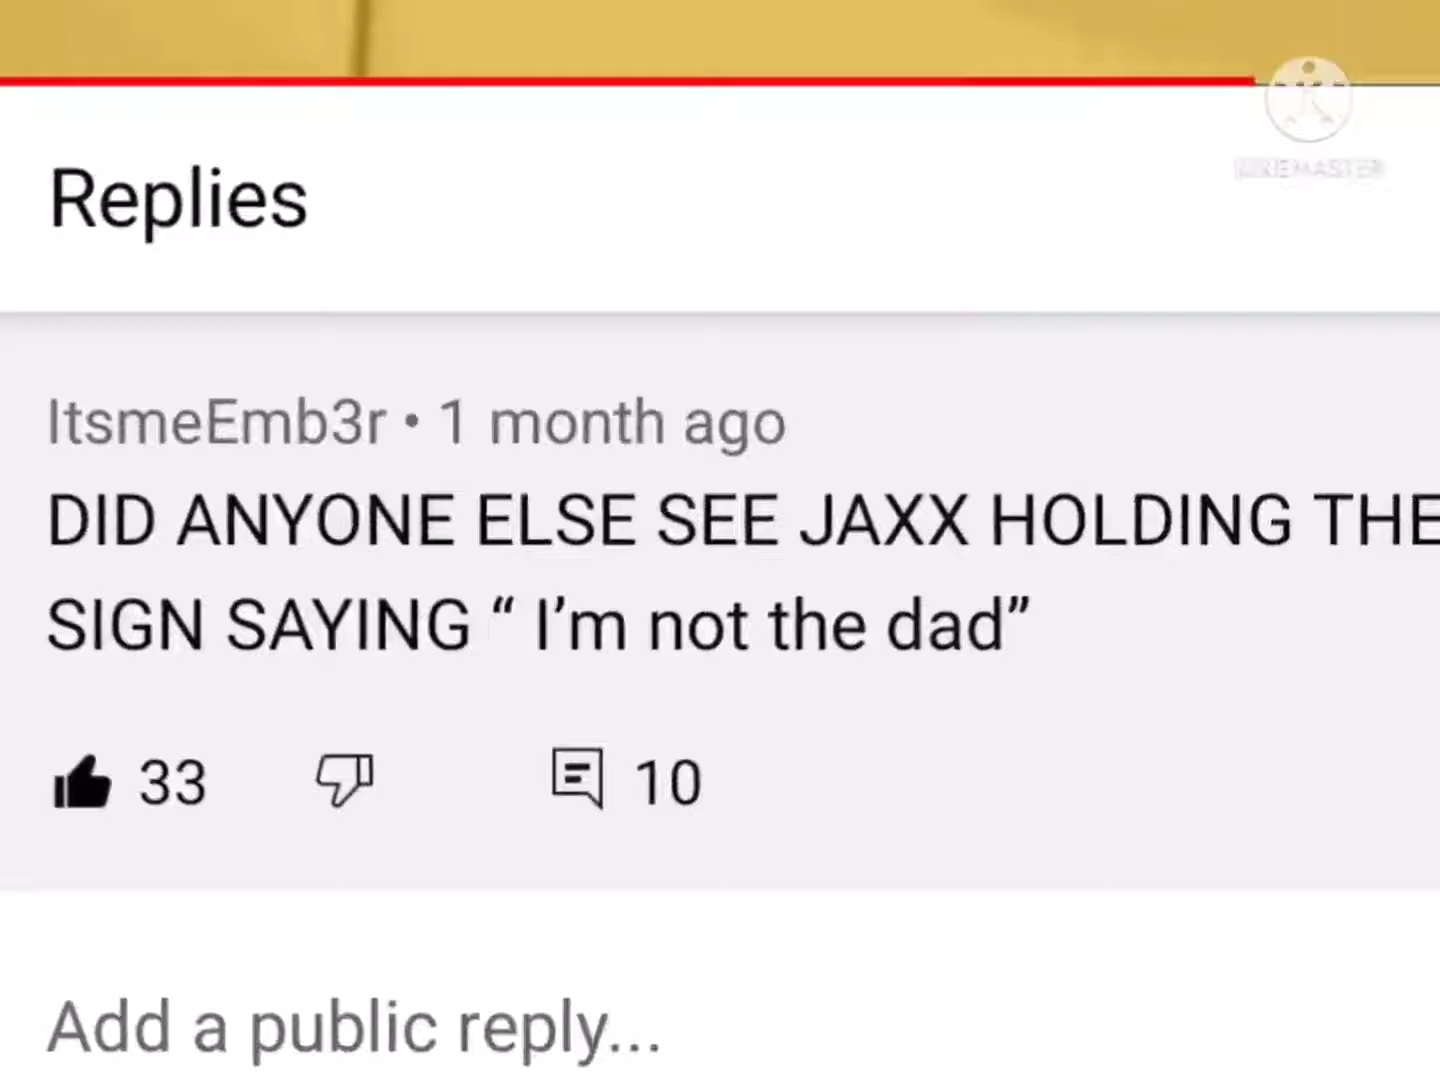 KINEMASTER
Replies
ItsmeEmb3r • 1 month ago
DID ANYONE ELSE SEE JAXX HOLDING THE
SIGN SAYING “ I’m not the dad”
33 10
Add a public reply...